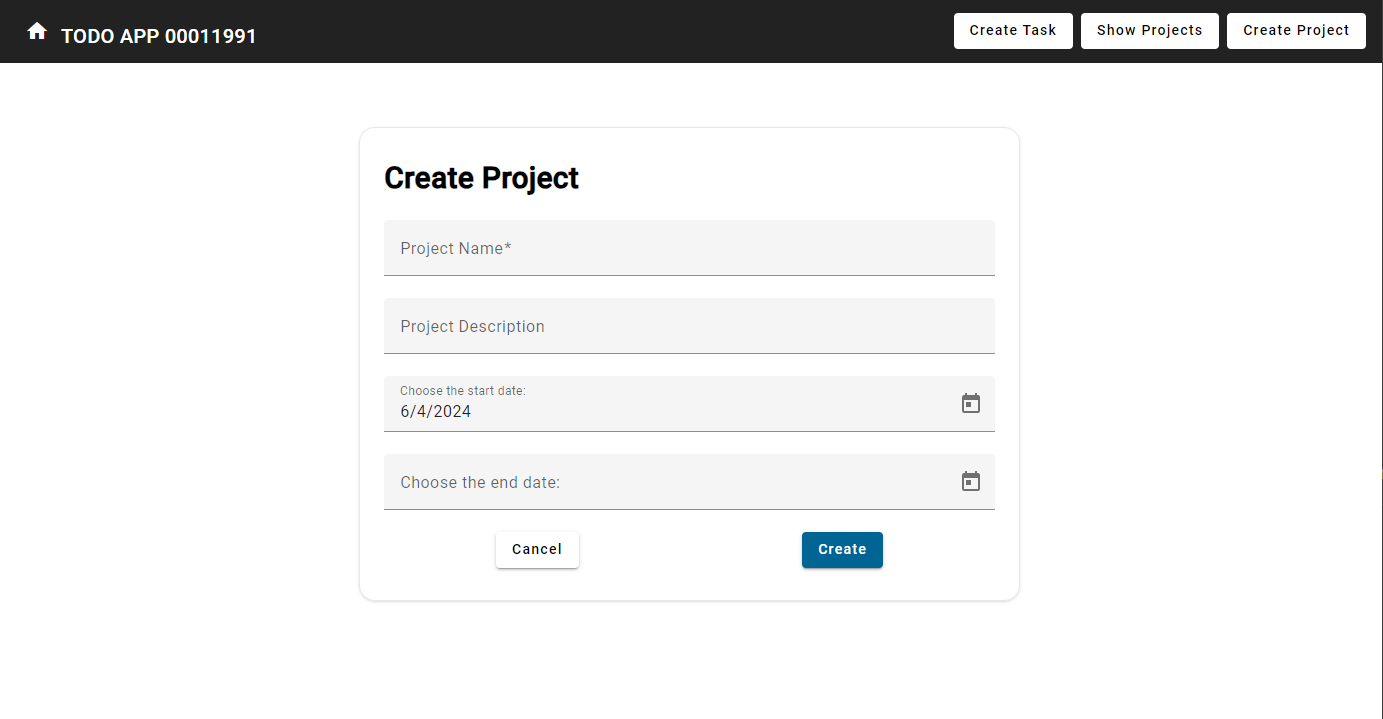 TODO APP 00011991
Create Task
Show Projects
Create Project
Create Project
Project Name*
Project Description
Choose the start date:
6/4/2024
Choose the end date:
Cancel
Create